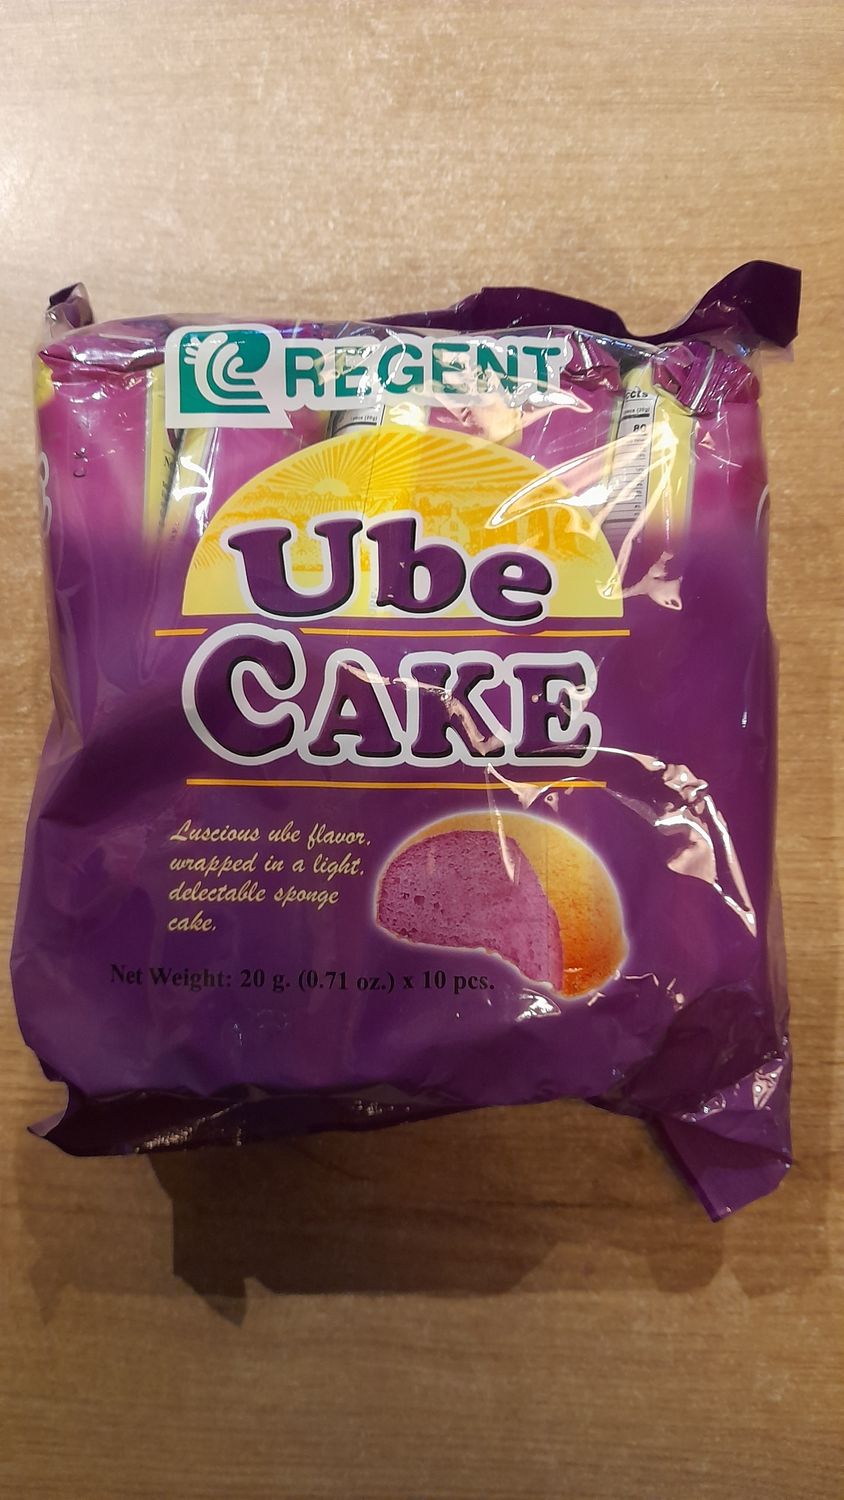 REGENT
Ube
CAKE
Luscious ube flavor,
wrapped in a light,
delectable sponge
cake.
Net Weight: 20 g. (0.71 oz.) x 10 pcs.